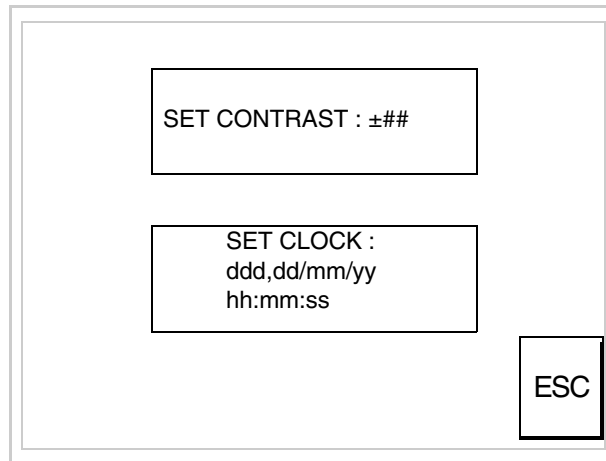 SET CONTRAST : ±##
SET CLOCK :
ddd,dd/mm/yy
hh:mm:ss
ESC